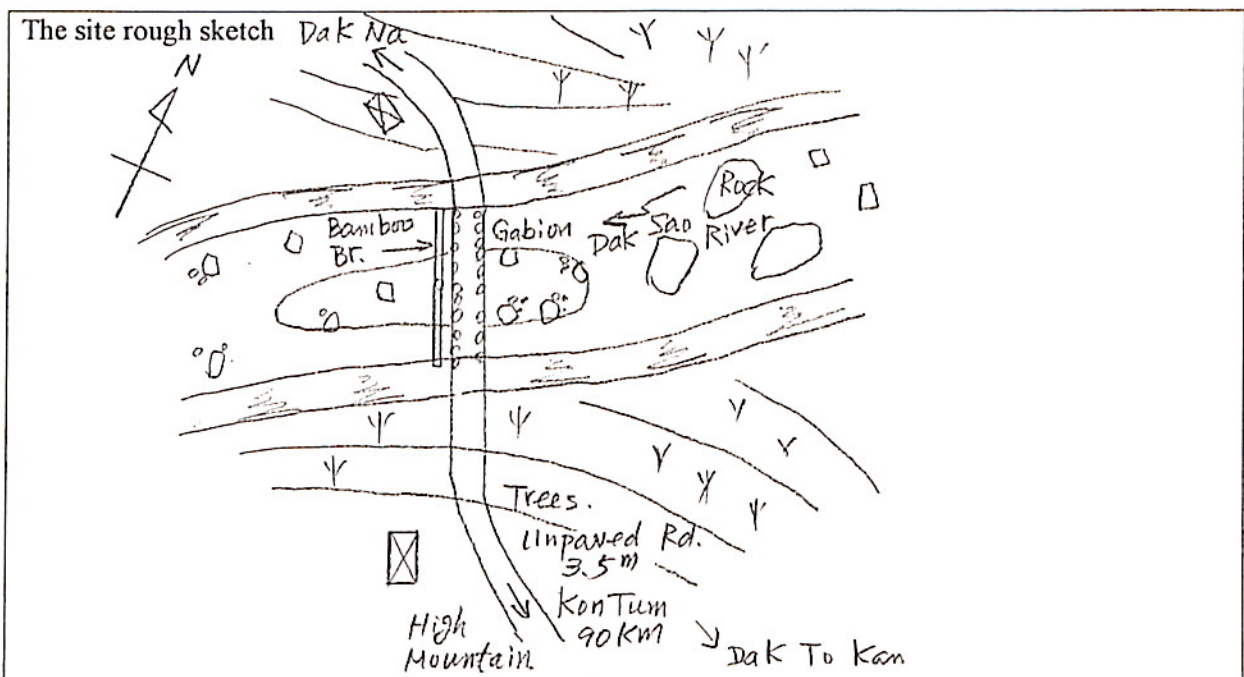 The site rough sketch
Dak Na
N
Rock
Bamboo
Br.
Gabion
Dak Sao River
Trees.
Unpaved Rd.
3.5m
Kon Tum
90Km
High
Mountain.
Dak To Kan